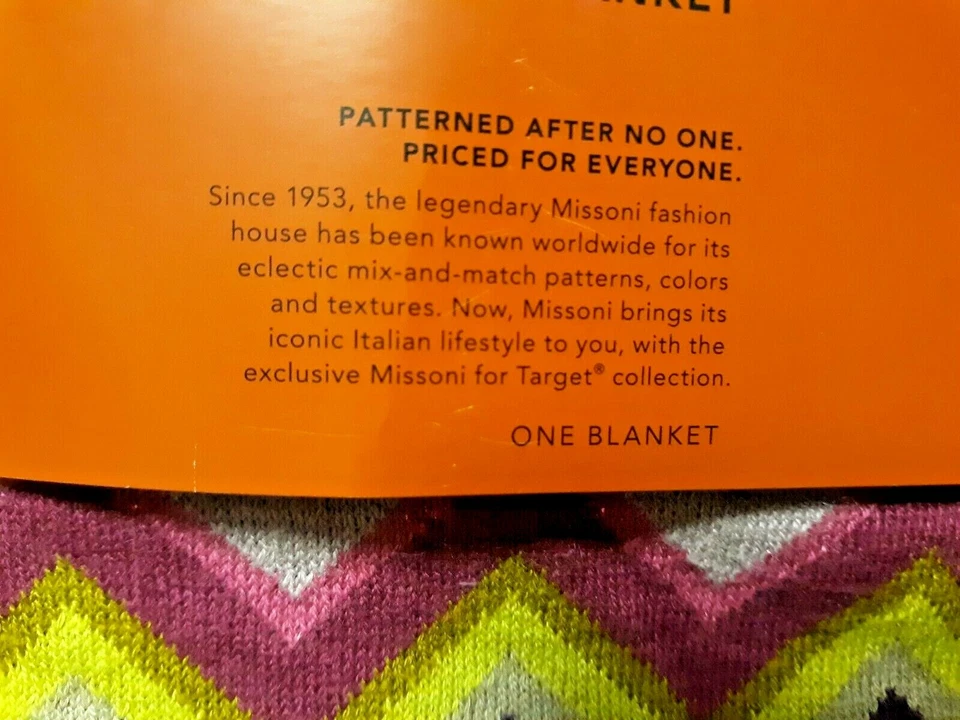 PATTERNED AFTER NO ONE.
PRICED FOR EVERYONE.
Since 1953, the legendary Missoni fashion
house has been known worldwide for its
eclectic mix-and-match patterns, colors
and textures. Now, Missoni brings its
iconic Italian lifestyle to you, with the
exclusive Missoni for Target® collection.
ONE BLANKET